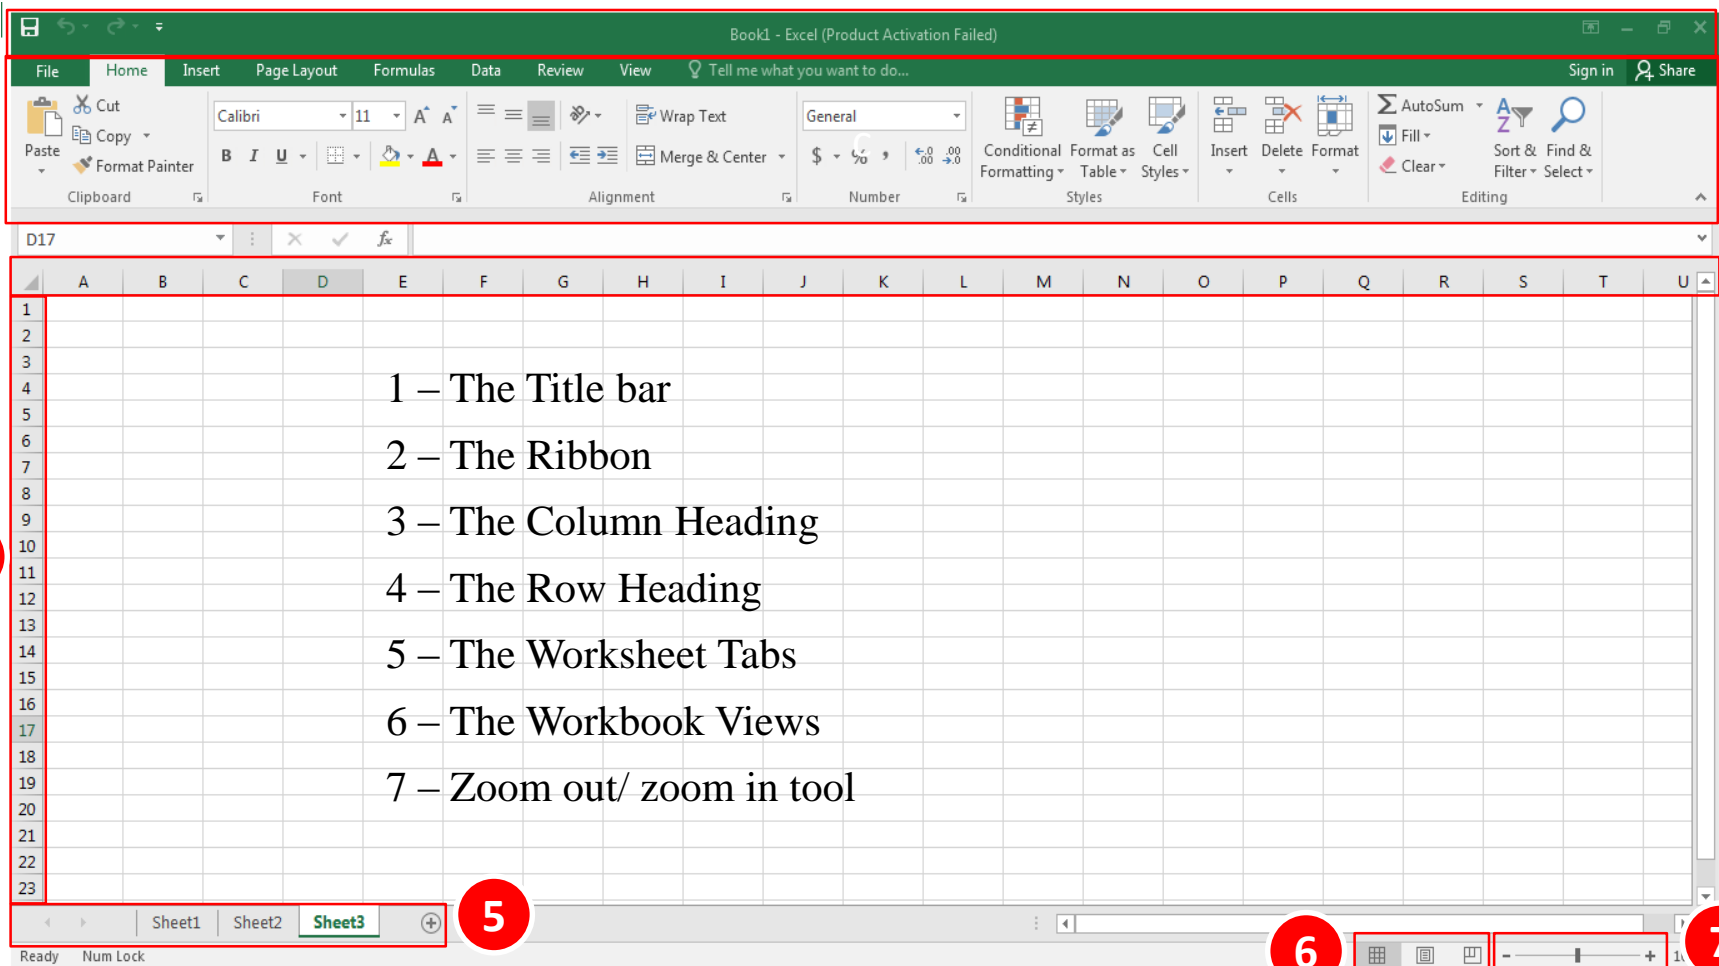 Book1 - Excel (Product Activation Failed)
File Home Insert Page Layout Formulas Data Review View Tell me what you want to do... Sign in Share
Cut
Copy
Format Painter
Paste
Clipboard
Calibri 11 A A
B I U A
Font
Wrap Text
Merge & Center
Alignment
General
$ % , .0 .00 .00 .0
Number
Conditional Formatting
Format as Table
Cell Styles
Styles
Insert Delete Format
Cells
AutoSum
Fill
Clear
Sort & Filter
Find & Select
Editing
D17 fx
A B C D E F G H I J K L M N O P Q R S T U
1
2
3
4
5
6
7
8
9
10
11
12
13
14
15
16
17
18
19
20
21
22
23
1 – The Title bar
2 – The Ribbon
3 – The Column Heading
4 – The Row Heading
5 – The Worksheet Tabs
6 – The Workbook Views
7 – Zoom out/ zoom in tool
Sheet1 Sheet2 Sheet3
5
6
7
Ready Num Lock